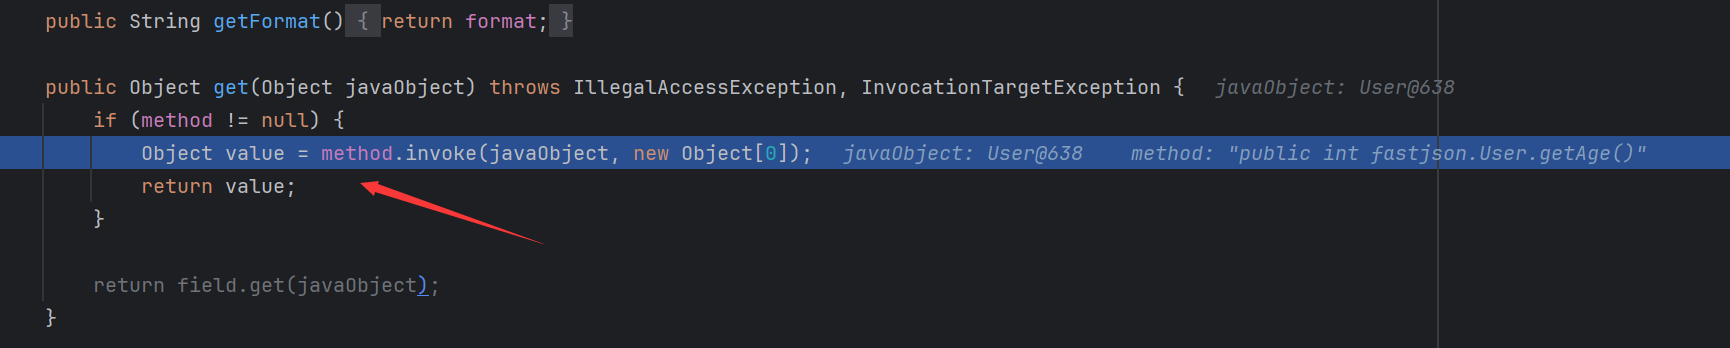 public String getFormat() { return format; }
public Object get(Object javaObject) throws IllegalAccessException, InvocationTargetException {   javaObject: User@638
if (method != null) {
Object value = method.invoke(javaObject, new Object[0]);   javaObject: User@638   method: "public int fastjson.User.getAge()"
return value;
}
return field.get(javaObject);
}